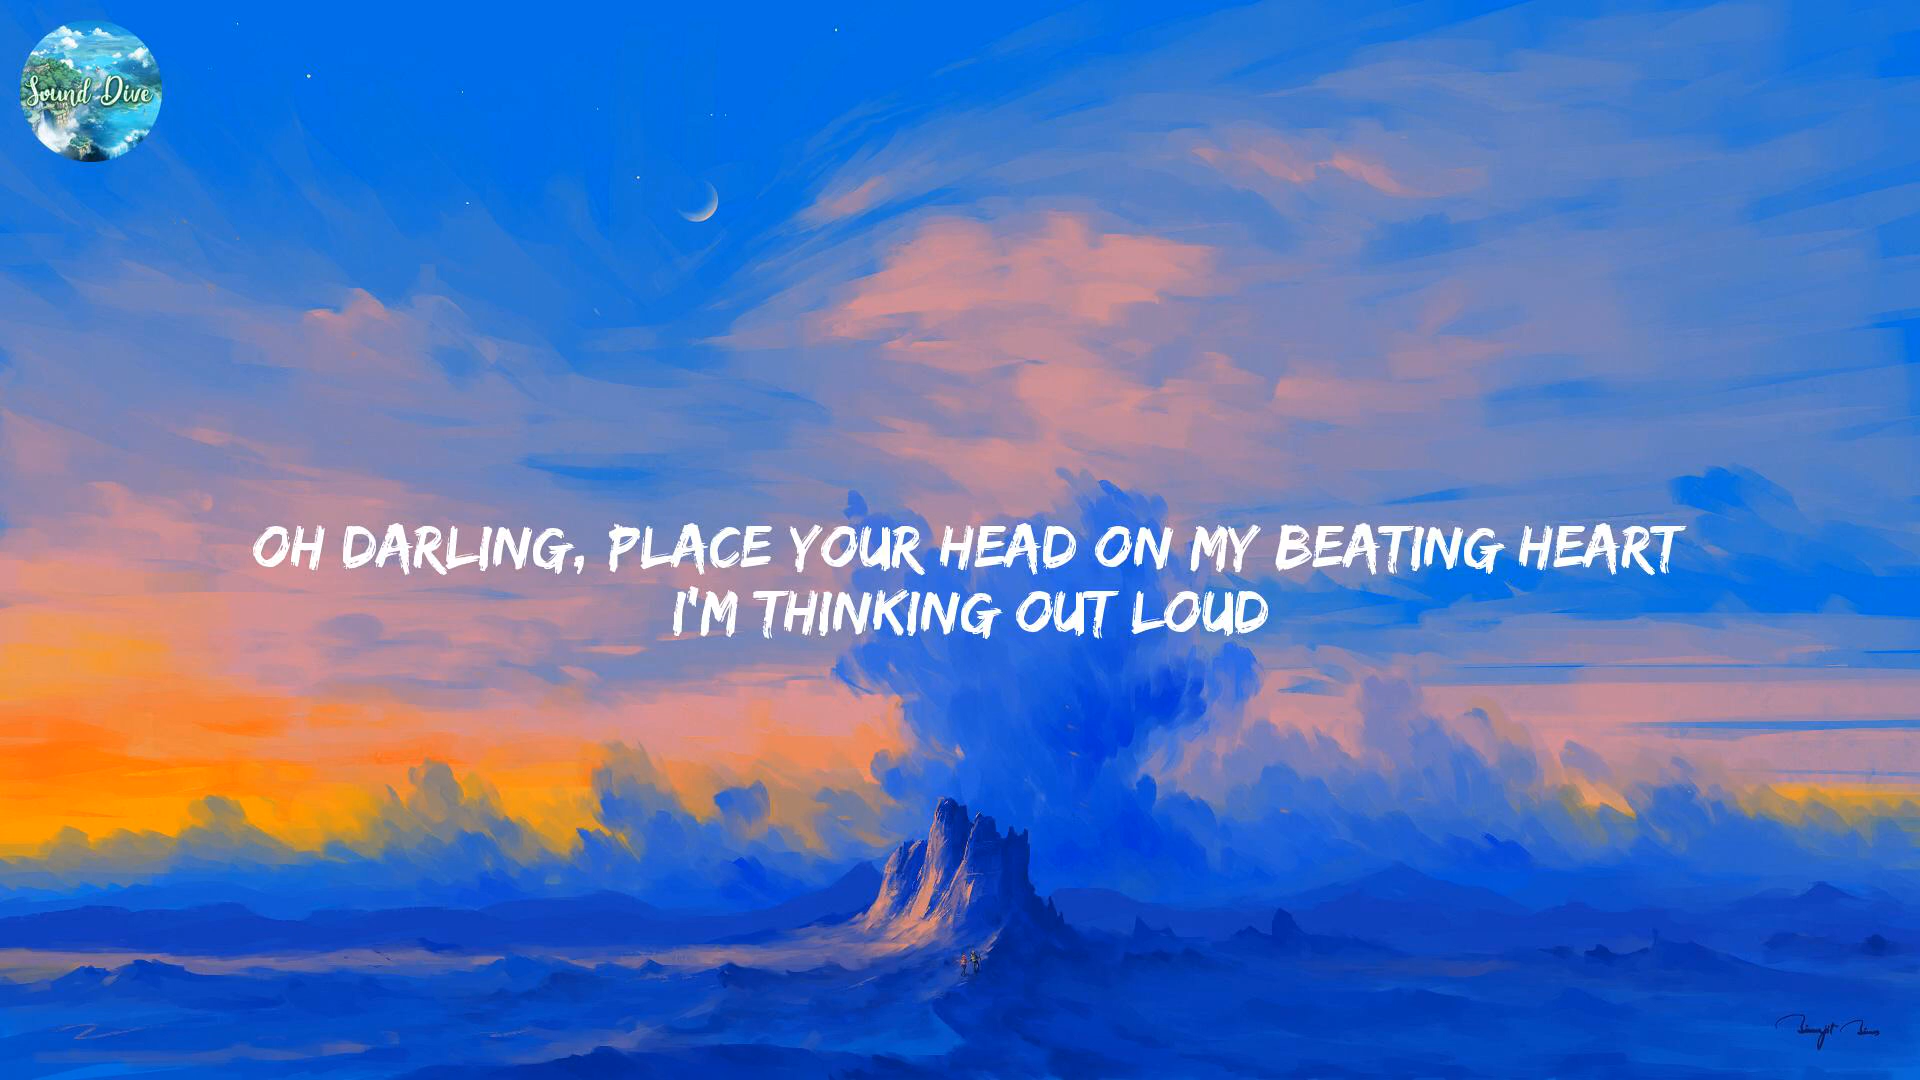 Sound Dive
OH DARLING, PLACE YOUR HEAD ON MY BEATING HEART
I'M THINKING OUT LOUD